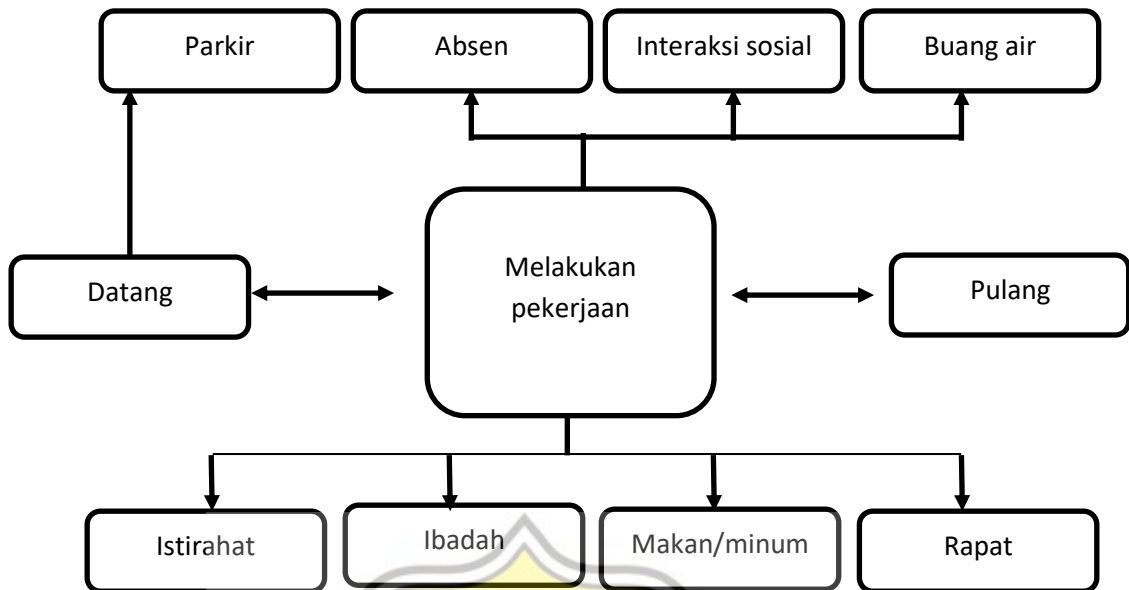 Parkir
Absen
Interaksi sosial
Buang air
Datang
Melakukan
pekerjaan
Pulang
Istirahat
Ibadah
Makan/minum
Rapat